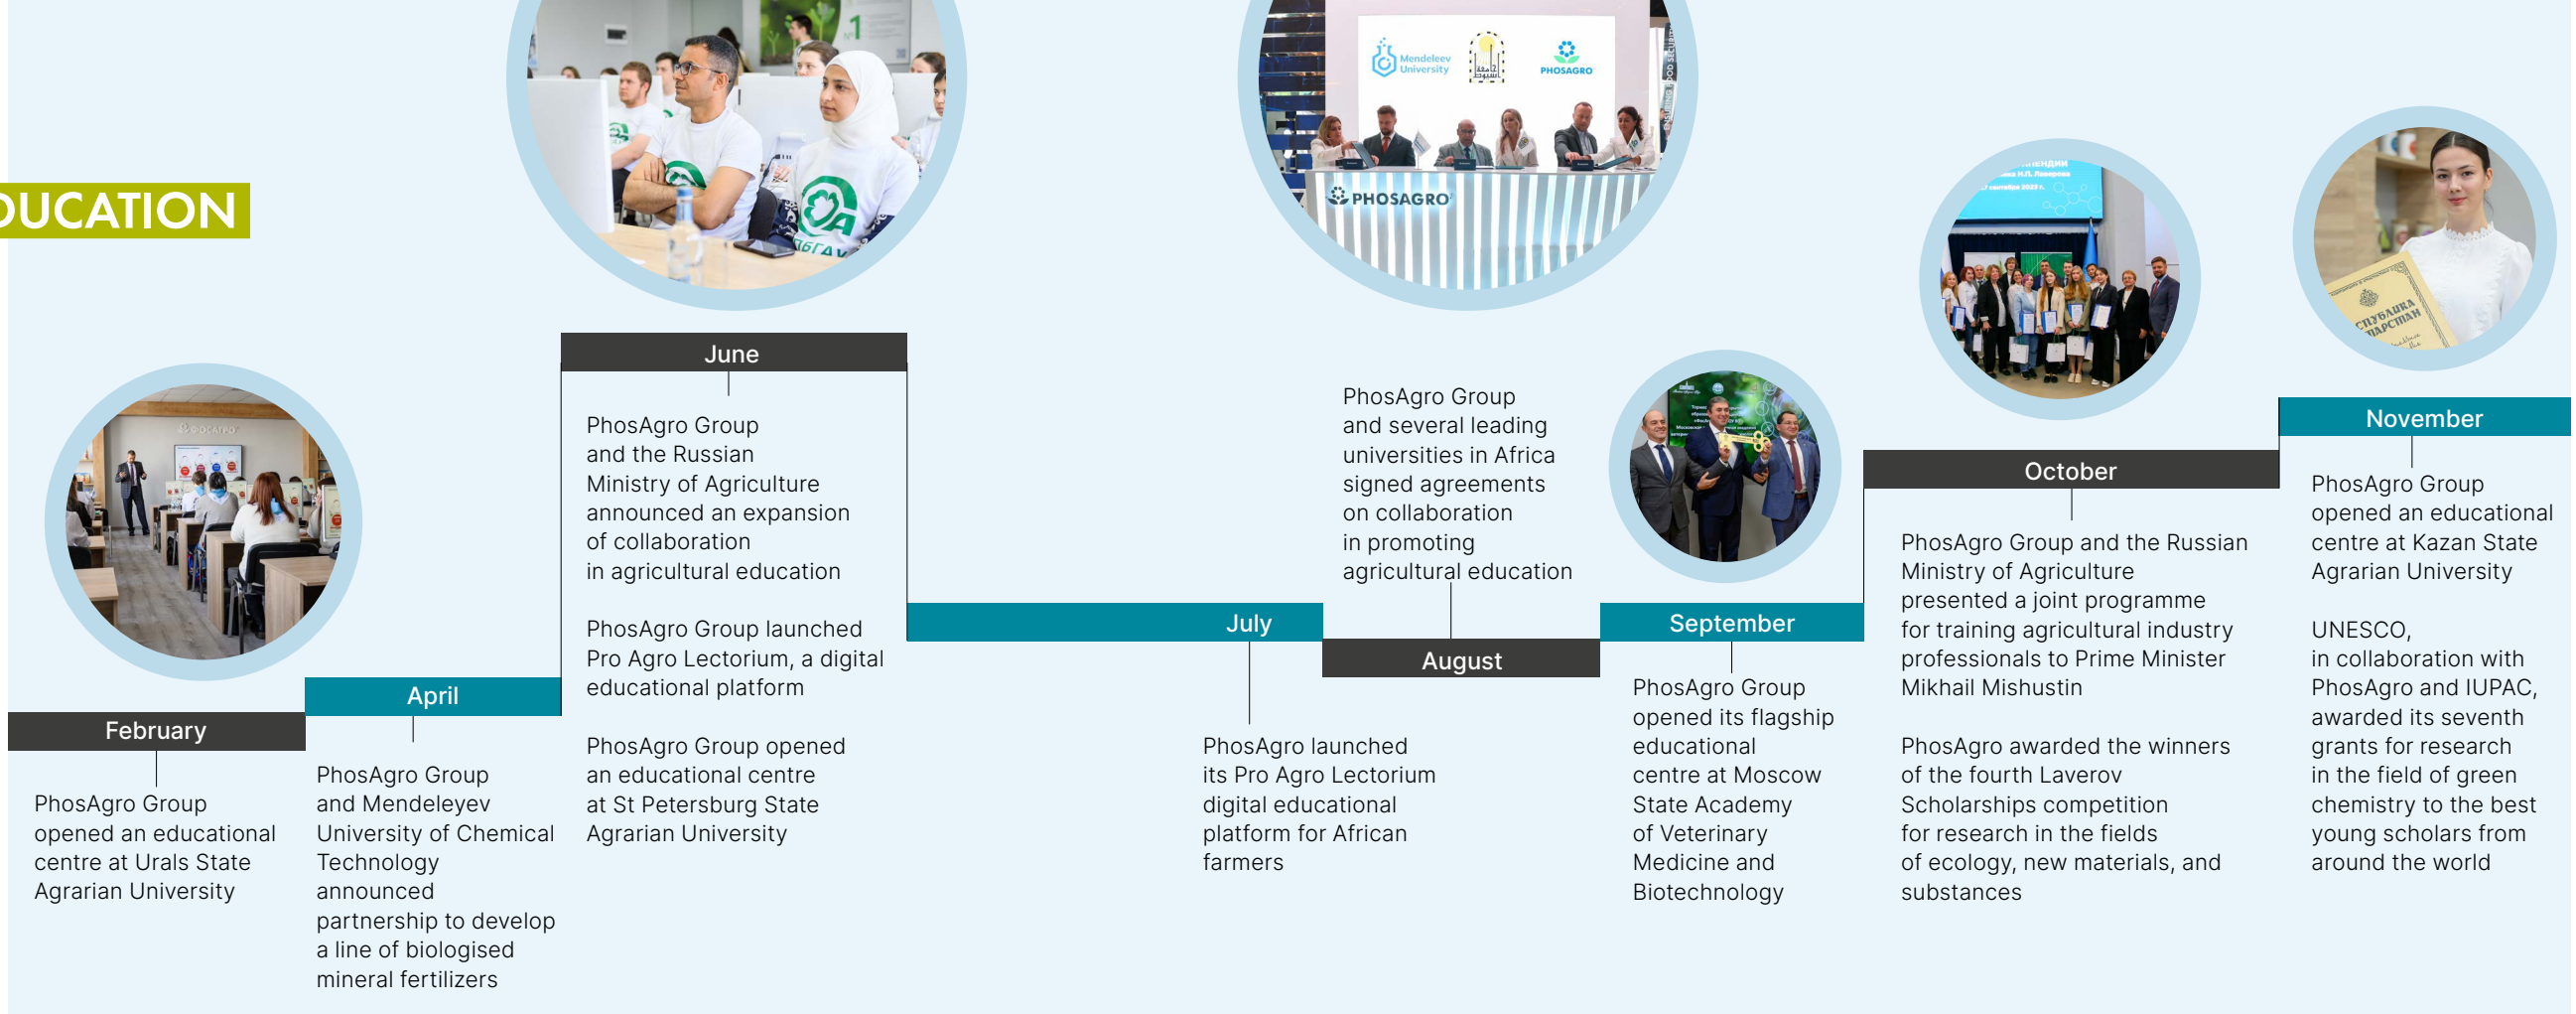 DUCATION
Nº1
Mendeleev
University
جامعة
أسيوط
PHOSAGRO
PHOSAGRO
ФОСАГРО
June
PhosAgro Group
and the Russian
Ministry of Agriculture
announced an expansion
of collaboration
in agricultural education
PhosAgro Group launched
Pro Agro Lectorium, a digital
educational platform
PhosAgro Group opened
an educational centre
at St Petersburg State
Agrarian University
February
PhosAgro Group
opened an educational
centre at Urals State
Agrarian University
April
PhosAgro Group
and Mendeleyev
University of Chemical
Technology
announced
partnership to develop
a line of biologised
mineral fertilizers
July
PhosAgro launched
its Pro Agro Lectorium
digital educational
platform for African
farmers
PhosAgro Group
and several leading
universities in Africa
signed agreements
on collaboration
in promoting
agricultural education
August
September
PhosAgro Group
opened its flagship
educational
centre at Moscow
State Academy
of Veterinary
Medicine and
Biotechnology
October
PhosAgro Group and the Russian
Ministry of Agriculture
presented a joint programme
for training agricultural industry
professionals to Prime Minister
Mikhail Mishustin
PhosAgro awarded the winners
of the fourth Laverov
Scholarships competition
for research in the fields
of ecology, new materials, and
substances
November
PhosAgro Group
opened an educational
centre at Kazan State
Agrarian University
UNESCO,
in collaboration with
PhosAgro and IUPAC,
awarded its seventh
grants for research
in the field of green
chemistry to the best
young scholars from
around the world